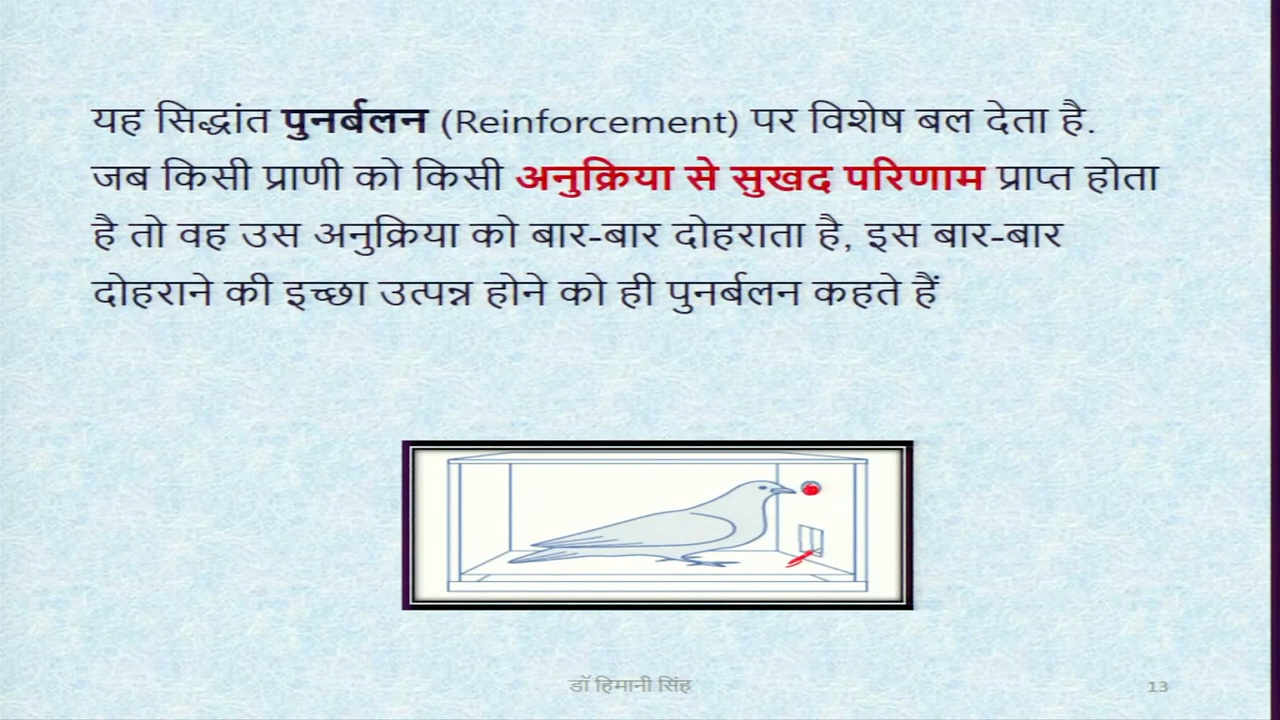 यह सिद्धांत पुनर्बलन (Reinforcement) पर विशेष बल देता है.
जब किसी प्राणी को किसी अनुक्रिया से सुखद परिणाम प्राप्त होता
है तो वह उस अनुक्रिया को बार-बार दोहराता है, इस बार-बार
दोहराने की इच्छा उत्पन्न होने को ही पुनर्बलन कहते हैं
डॉ हिमानी सिंह
13